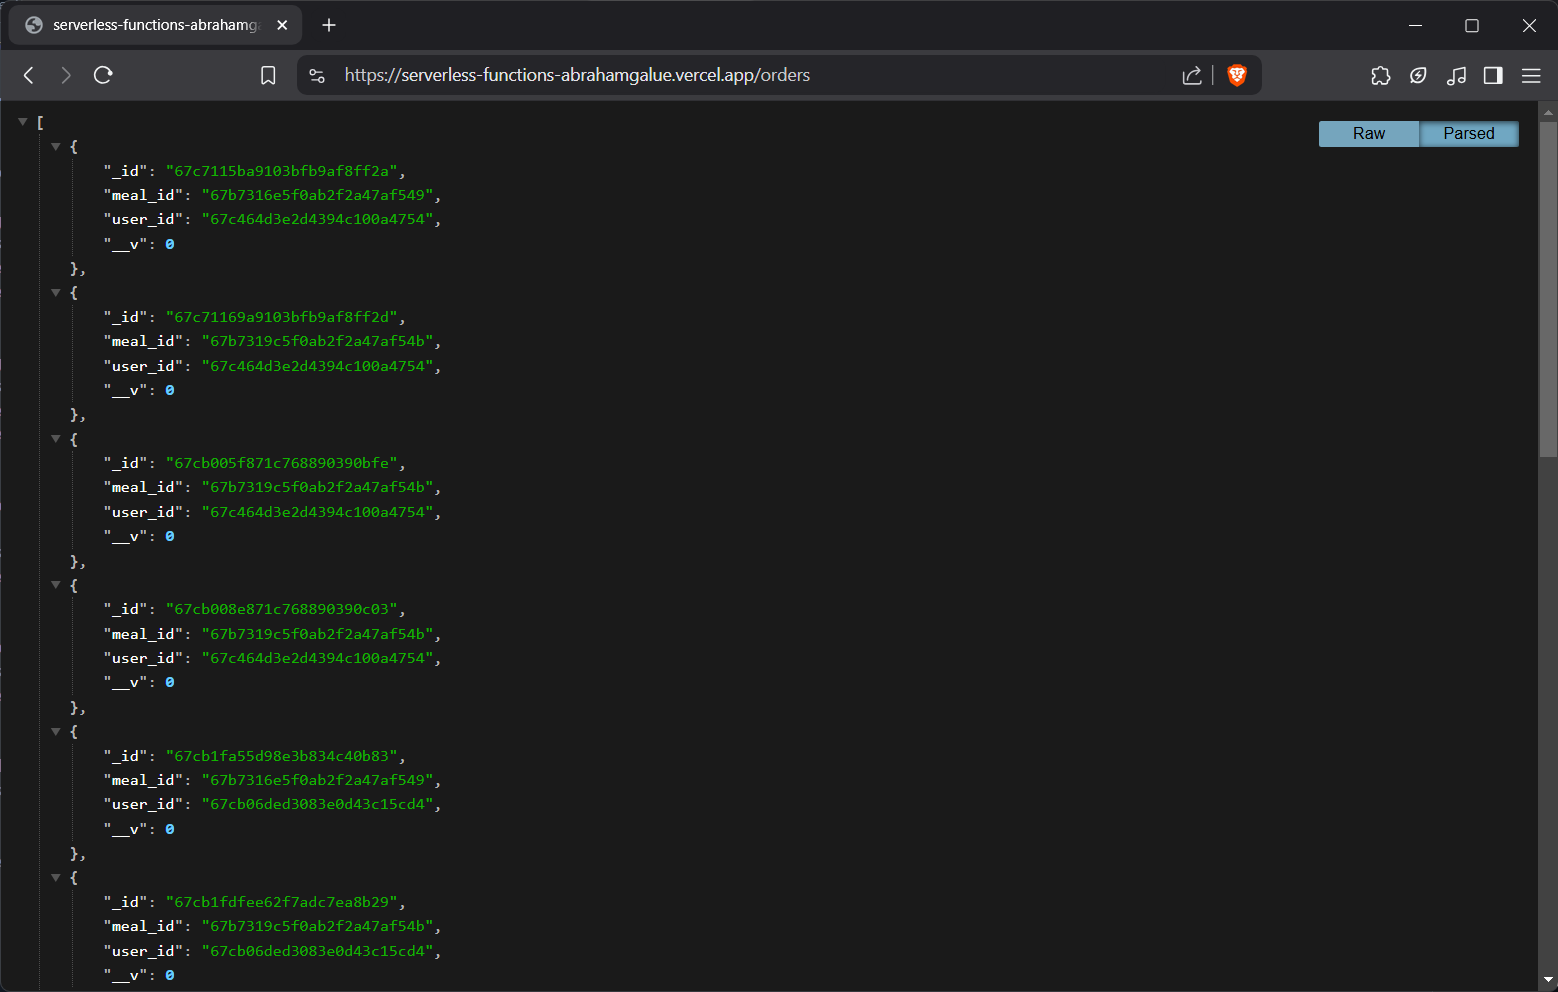 serverless-functions-abrahamga
https://serverless-functions-abrahamgalue.vercel.app/orders
Raw
Parsed
[
{
"_id": "67c7115ba9103bfb9af8ff2a",
"meal_id": "67b7316e5f0ab2f2a47af549",
"user_id": "67c464d3e2d4394c100a4754",
"__v": 0
},
{
"_id": "67c71169a9103bfb9af8ff2d",
"meal_id": "67b7319c5f0ab2f2a47af54b",
"user_id": "67c464d3e2d4394c100a4754",
"__v": 0
},
{
"_id": "67cb005f871c768890390bfe",
"meal_id": "67b7319c5f0ab2f2a47af54b",
"user_id": "67c464d3e2d4394c100a4754",
"__v": 0
},
{
"_id": "67cb008e871c768890390c03",
"meal_id": "67b7319c5f0ab2f2a47af54b",
"user_id": "67c464d3e2d4394c100a4754",
"__v": 0
},
{
"_id": "67cb1fa55d98e3b834c40b83",
"meal_id": "67b7316e5f0ab2f2a47af549",
"user_id": "67cb06ded3083e0d43c15cd4",
"__v": 0
},
{
"_id": "67cb1fdfee62f7adc7ea8b29",
"meal_id": "67b7319c5f0ab2f2a47af54b",
"user_id": "67cb06ded3083e0d43c15cd4",
"__v": 0